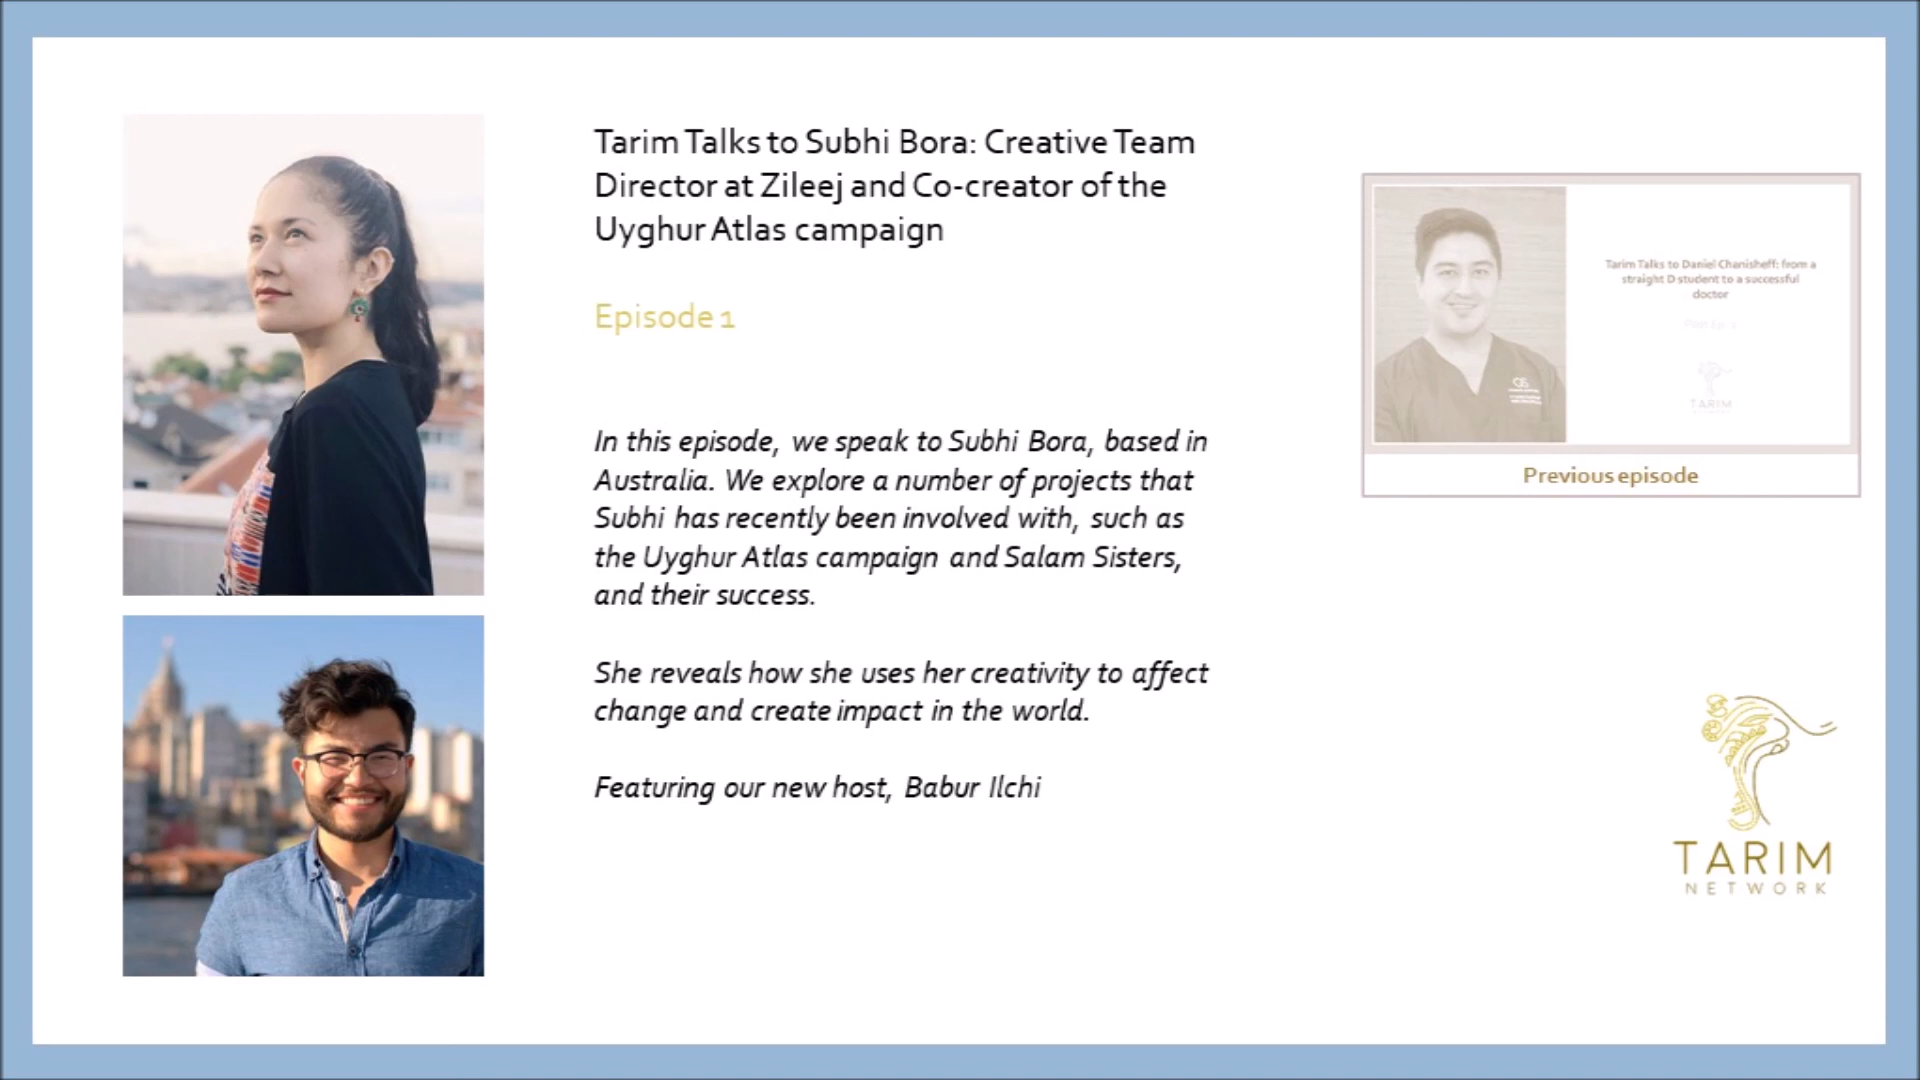 Tarim Talks to Subhi Bora: Creative Team
Director at Zileej and Co-creator of the
Uyghur Atlas campaign
Episode 1
In this episode, we speak to Subhi Bora, based in
Australia. We explore a number of projects that
Subhi has recently been involved with, such as
the Uyghur Atlas campaign and Salam Sisters,
and their success.
She reveals how she uses her creativity to affect
change and create impact in the world.
Featuring our new host, Babur Ilchi
Tarim Talks to Daniel Chanisheff: from a
straight D student to a successful
doctor
TARIM
Previous episode
TARIM
NETWORK